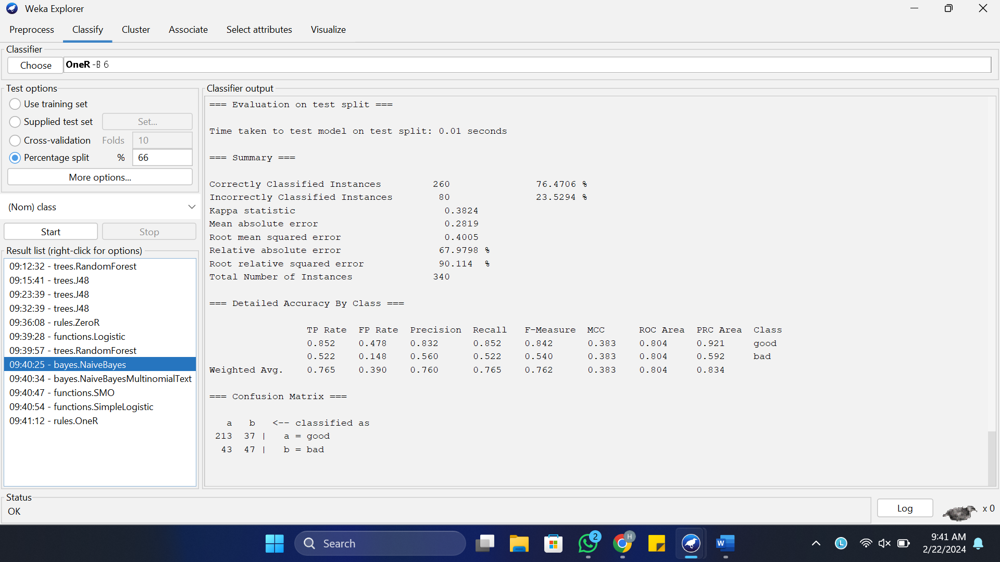 Weka Explorer
Preprocess Classify Cluster Associate Select attributes Visualize
Classifier
Choose OneR -B 6
Test options
Use training set
Supplied test set Set...
Cross-validation Folds 10
Percentage split % 66
More options...
(Nom) class
Start Stop
Result list (right-click for options)
09:12:32 - trees.RandomForest
09:15:41 - trees.J48
09:23:39 - trees.J48
09:32:39 - trees.J48
09:36:08 - rules.ZeroR
09:39:28 - functions.Logistic
09:39:57 - trees.RandomForest
09:40:25 - bayes.NaiveBayes
09:40:34 - bayes.NaiveBayesMultinomialText
09:40:47 - functions.SMO
09:40:54 - functions.SimpleLogistic
09:41:12 - rules.OneR
Classifier output
=== Evaluation on test split ===
Time taken to test model on test split: 0.01 seconds
=== Summary ===
Correctly Classified Instances 260 76.4706 %
Incorrectly Classified Instances 80 23.5294 %
Kappa statistic 0.3824
Mean absolute error 0.2819
Root mean squared error 0.4005
Relative absolute error 67.9798 %
Root relative squared error 90.114 %
Total Number of Instances 340
=== Detailed Accuracy By Class ===
TP Rate FP Rate Precision Recall F-Measure MCC ROC Area PRC Area Class
0.852 0.478 0.832 0.852 0.842 0.383 0.804 0.921 good
0.522 0.148 0.560 0.522 0.540 0.383 0.804 0.592 bad
Weighted Avg. 0.765 0.390 0.760 0.765 0.762 0.383 0.804 0.834
=== Confusion Matrix ===
a b <-- classified as
213 37 | a = good
43 47 | b = bad
Status
OK
Log
x 0
Search
2
H
W
L
9:41 AM
2/22/2024